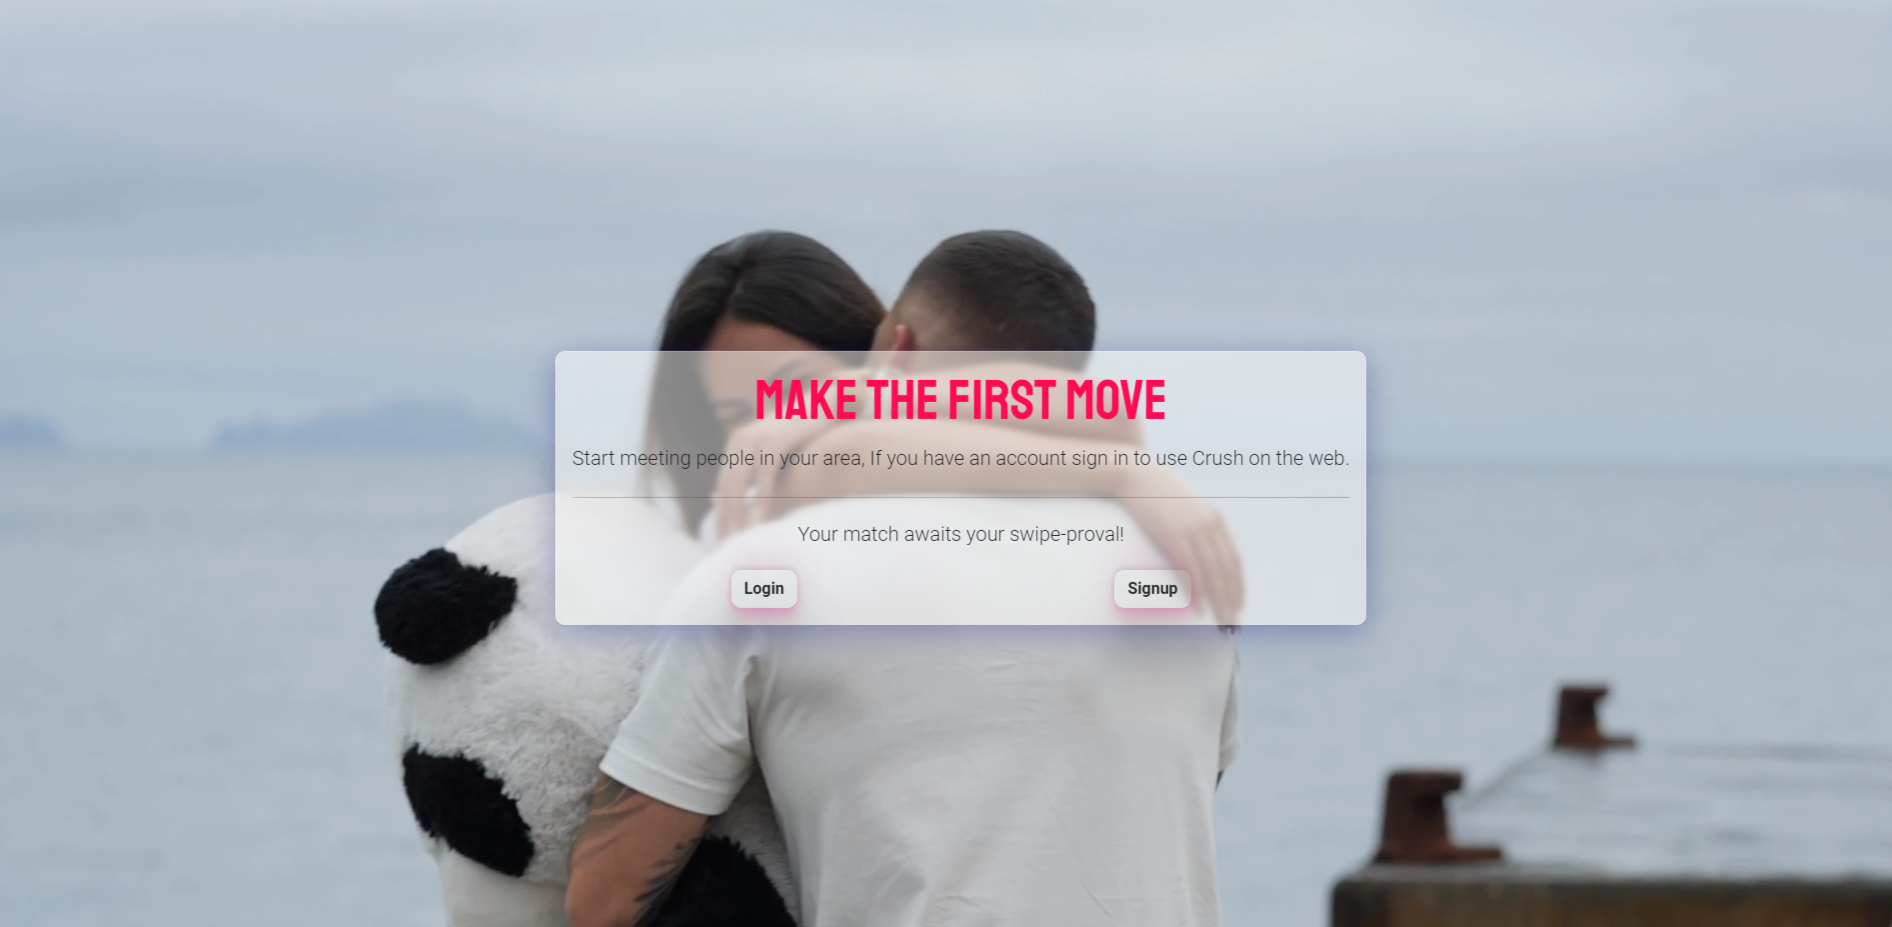 MAKE THE FIRST MOVE
Start meeting people in your area, If you have an account sign in to use Crush on the web.
Your match awaits your swipe-proval!
Login
Signup